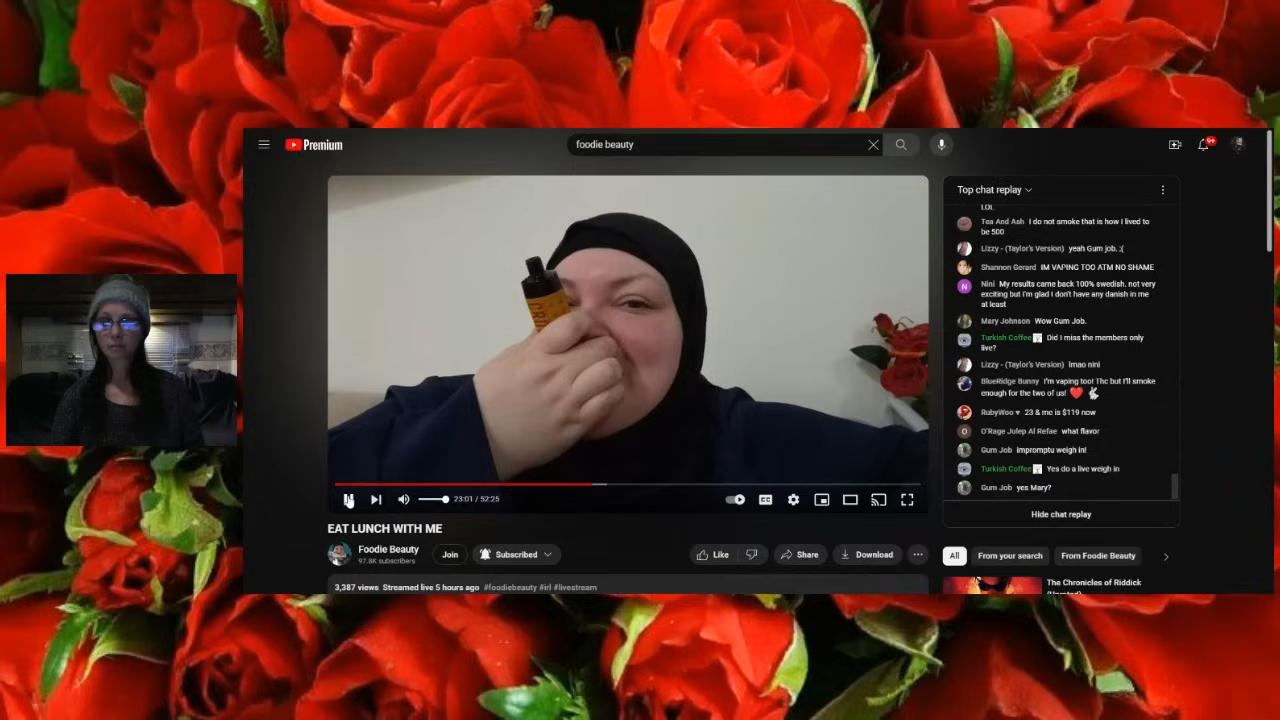 Premium
foodie beauty
9+
Top chat replay
LOL
Tea And Ash I do not smoke that is how I lived to
be 500
Lizzy - (Taylor's Version) yeah Gum job. :(
Shannon Gerard IM VAPING TOO ATM NO SHAME
N
Nini My results came back 100% swedish. not very
exciting but i'm glad I don't have any danish in me
at least
Mary Johnson Wow Gum Job.
Turkish Coffee Did I miss the members only
live?
Lizzy - (Taylor's Version) lmao nini
BlueRidge Bunny I'm vaping too! Thc but I'll smoke
enough for the two of us! ❤️ 🐇
RubyWoo ♥ 23 & me is $119 now
O
O'Rage Julep Al Refae what flavor
Gum Job impromptu weigh in!
Turkish Coffee Yes do a live weigh in
Gum Job yes Mary?
Hide chat replay
23:01 / 52:25
CC
EAT LUNCH WITH ME
Foodie Beauty
97.8K subscribers
Join
Subscribed
Like
Share
Download
3,387 views Streamed live 5 hours ago #foodiebeauty #irl #livestream
All
From your search
From Foodie Beauty
The Chronicles of Riddick
(Unrated)